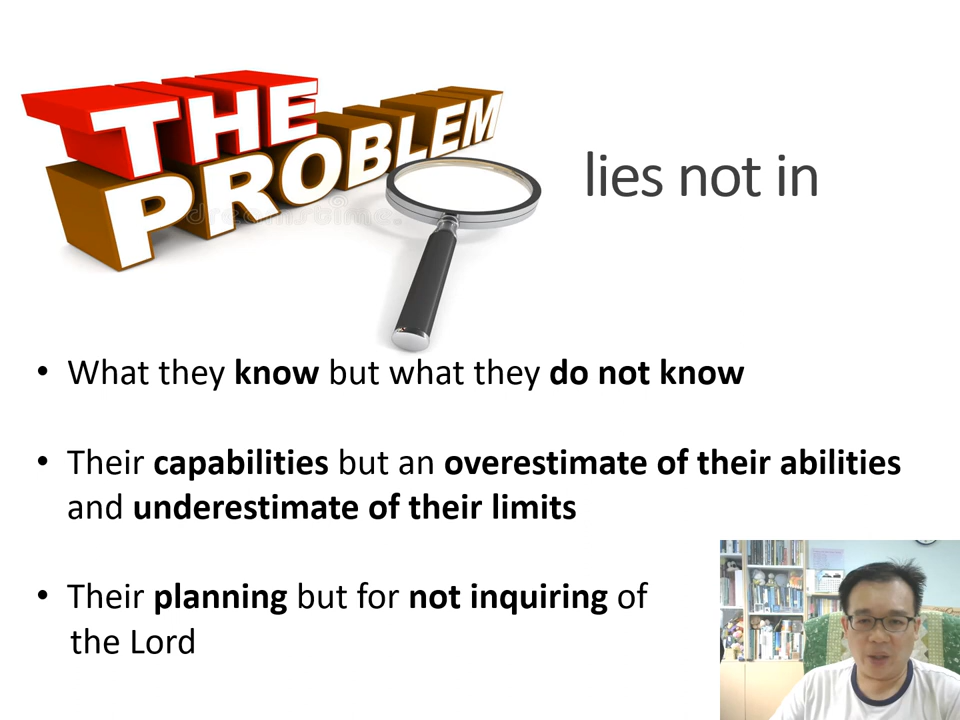 THE
PROBLEM
lies not in
dreamstime
• What they know but what they do not know
• Their capabilities but an overestimate of their abilities
and underestimate of their limits
• Their planning but for not inquiring of
the Lord